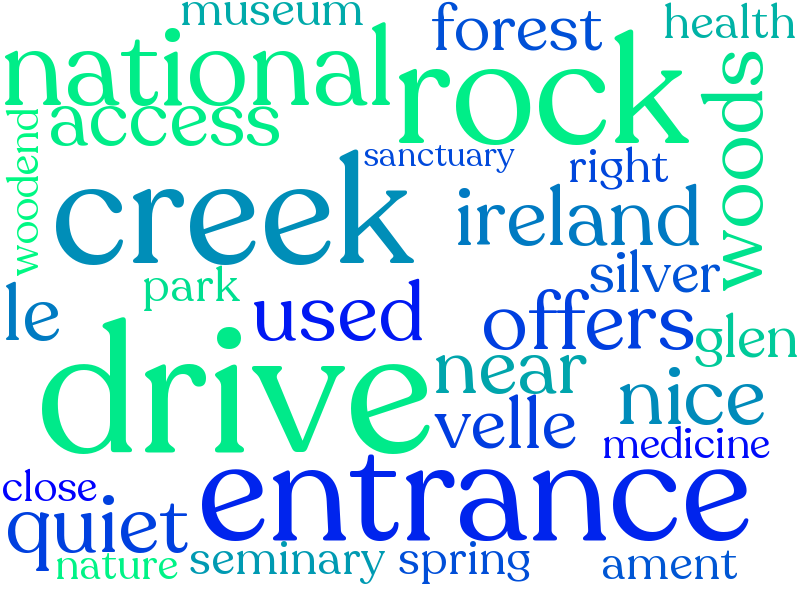 museum
forest
health
national
rock
access
woods
woodend
sanctuary
right
creek
ireland
silver
park
le
used
offers
glen
drive
near
nice
velle
medicine
close
entrance
quiet
nature
seminary
spring
ament